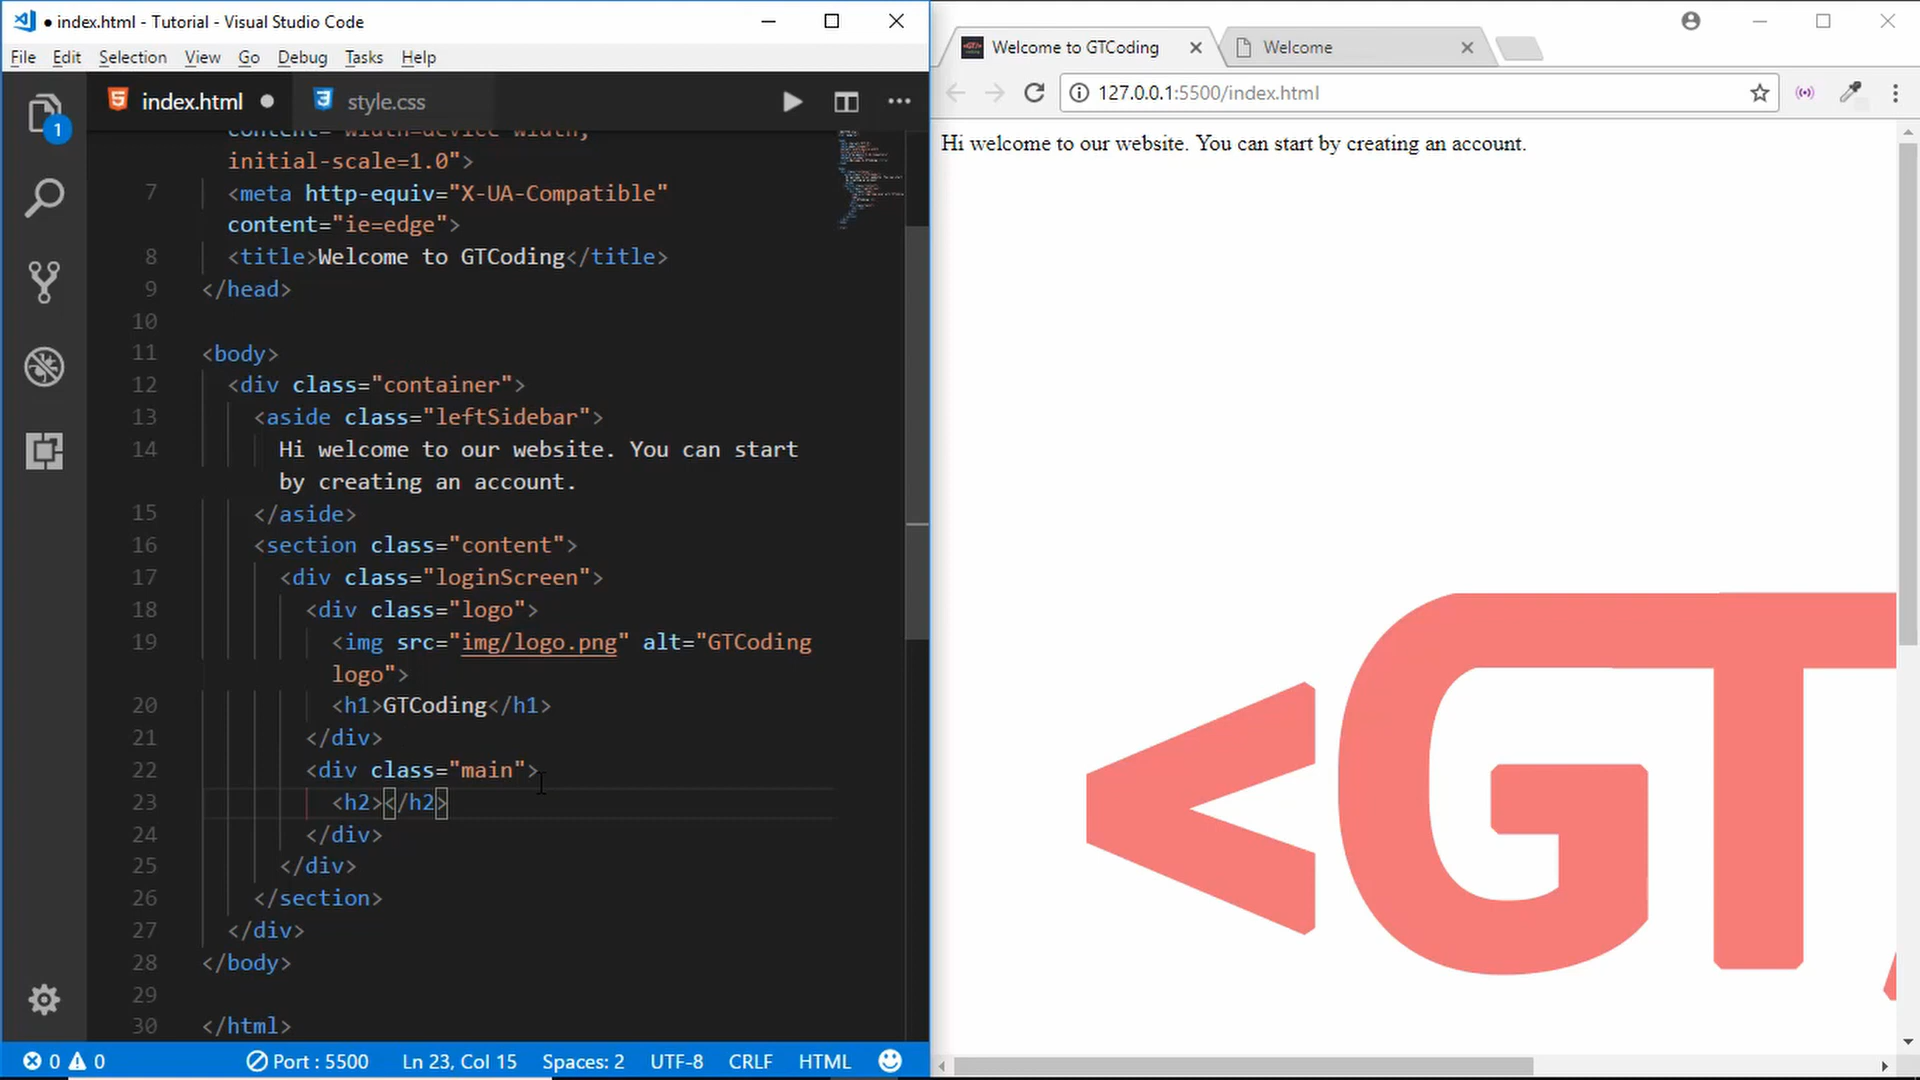 index.html - Tutorial - Visual Studio Code
File Edit Selection View Go Debug Tasks Help
1
index.html
style.css
content="width=device-width,
initial-scale=1.0">
7 <meta http-equiv="X-UA-Compatible"
content="ie=edge">
8 <title>Welcome to GTCoding</title>
9 </head>
10
11 <body>
12 <div class="container">
13 <aside class="leftSidebar">
14 Hi welcome to our website. You can start
by creating an account.
15 </aside>
16 <section class="content">
17 <div class="loginScreen">
18 <div class="logo">
19 <img src="img/logo.png" alt="GTCoding
logo">
20 <h1>GTCoding</h1>
21 </div>
22 <div class="main">
23 <h2></h2>
24 </div>
25 </div>
26 </section>
27 </div>
28 </body>
29
30 </html>
0 0 Port : 5500 Ln 23, Col 15 Spaces: 2 UTF-8 CRLF HTML
Welcome to GTCoding
Welcome
127.0.0.1:5500/index.html
Hi welcome to our website. You can start by creating an account.
<GT